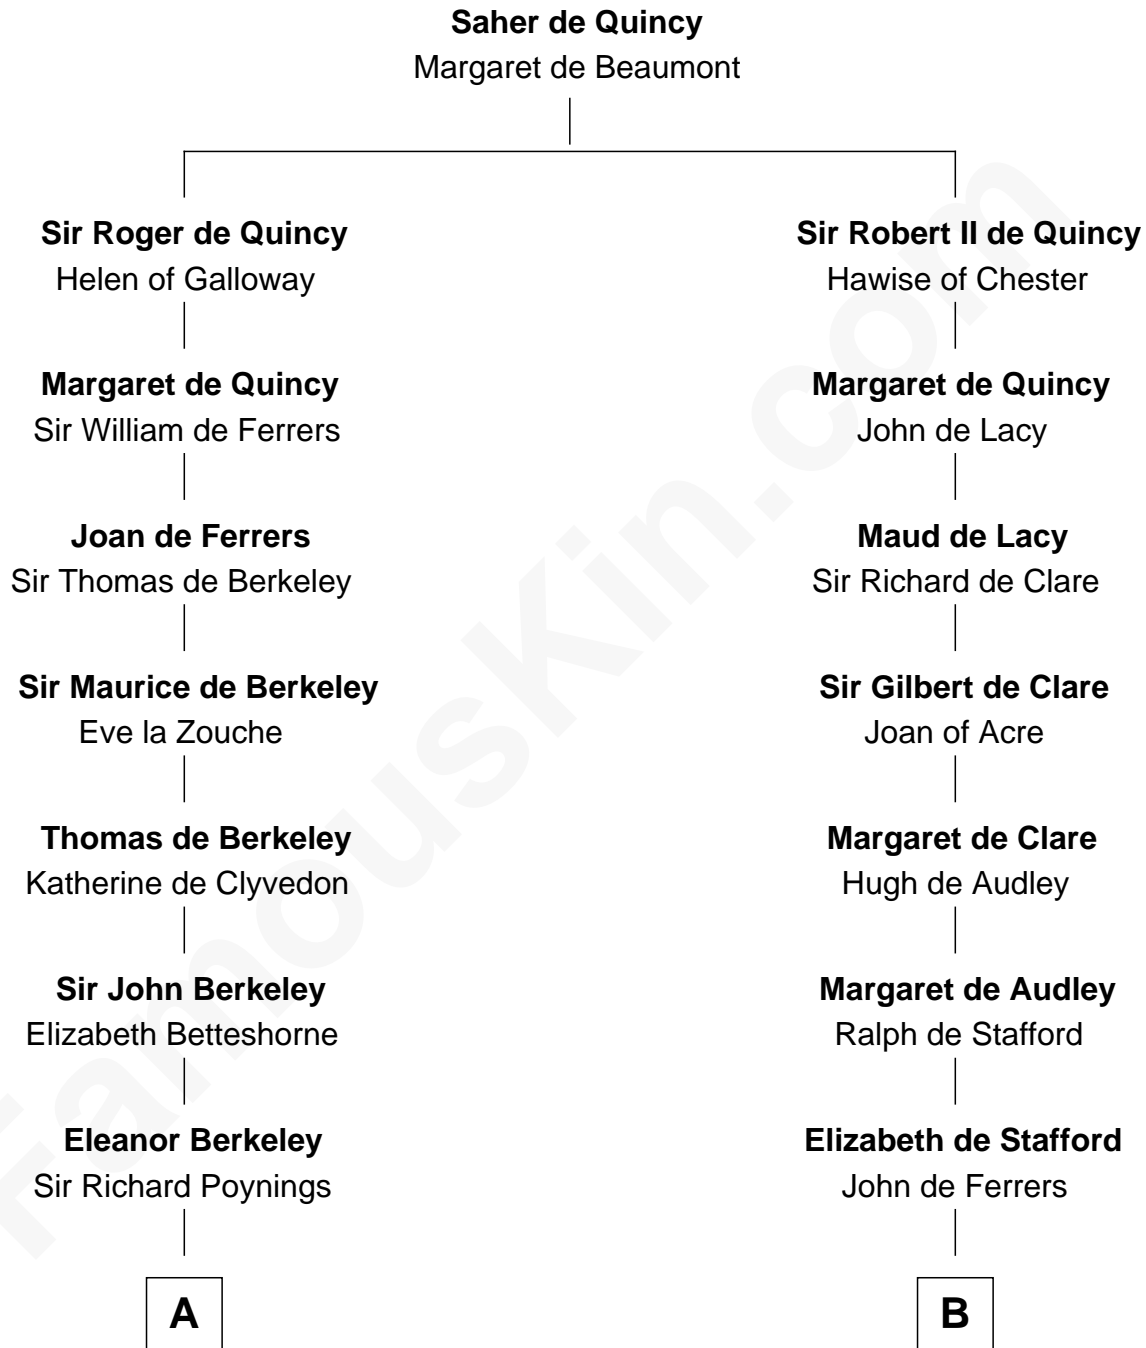 Saher de Quincy
Margaret de Beaumont
Sir Roger de Quincy
Helen of Galloway
Sir Robert II de Quincy
Hawise of Chester
Margaret de Quincy
Sir William de Ferrers
Margaret de Quincy
John de Lacy
Joan de Ferrers
Sir Thomas de Berkeley
Maud de Lacy
Sir Richard de Clare
Sir Maurice de Berkeley
Eve la Zouche
Sir Gilbert de Clare
Joan of Acre
Thomas de Berkeley
Katherine de Clyvedon
Margaret de Clare
Hugh de Audley
Sir John Berkeley
Elizabeth Betteshorne
Margaret de Audley
Ralph de Stafford
Eleanor Berkeley
Sir Richard Poynings
Elizabeth de Stafford
John de Ferrers
A
B
FamousKin.com